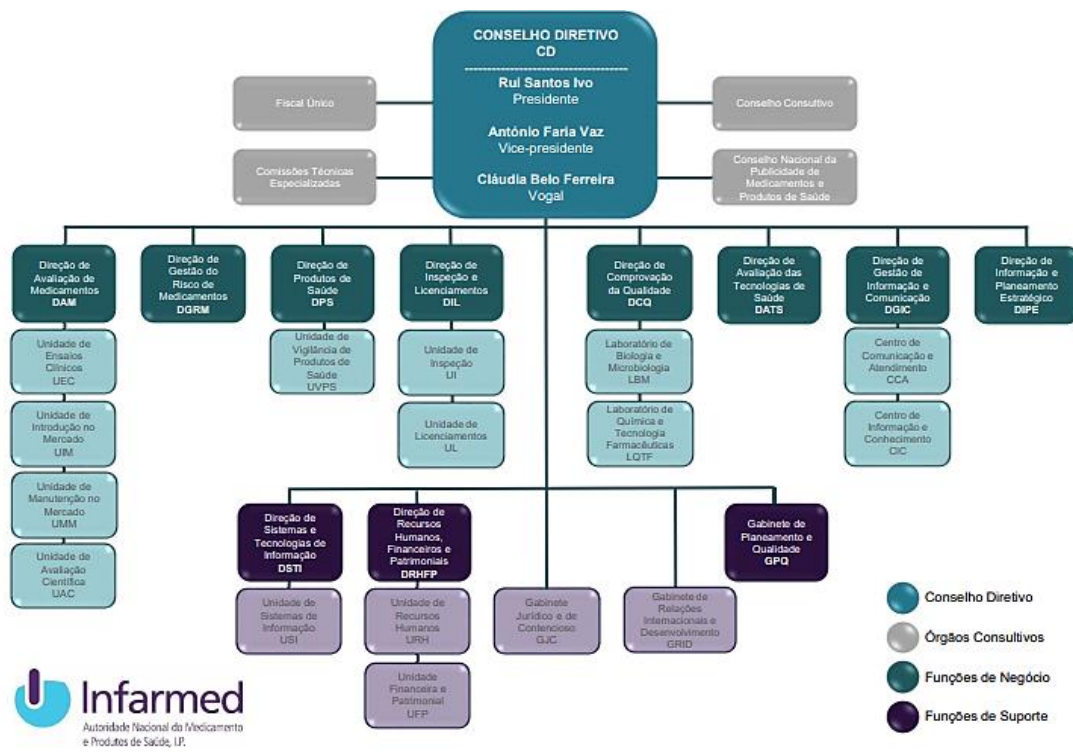 CONSELHO DIRETIVO
CD
Rui Santos Ivo
Presidente
António Faria Vaz
Vice-presidente
Cláudia Belo Ferreira
Vogal
Fiscal Único
Conselho Consultivo
Comissões Técnicas
Especializadas
Conselho Nacional da
Publicidade de
Medicamentos e
Produtos de Saúde
Direção de
Avaliação de
Medicamentos
DAM
Direção de
Gestão do
Risco de
Medicamentos
DGRM
Direção de
Produtos de
Saúde
DPS
Direção de
Inspeção e
Licenciamentos
DIL
Direção de
Comprovação
da Qualidade
DCQ
Direção de
Avaliação das
Tecnologias de
Saúde
DATS
Direção de
Gestão de
Informação e
Comunicação
DGIC
Direção de
Informação e
Planeamento
Estratégico
DIPE
Unidade de
Ensaios
Clínicos
UEC
Unidade de
Introdução no
Mercado
UIM
Unidade de
Manutenção no
Mercado
UMM
Unidade de
Avaliação
Científica
UAC
Unidade de
Vigilância de
Produtos de
Saúde
UVPS
Unidade de
Inspeção
UI
Unidade de
Licenciamentos
UL
Laboratório de
Biologia e
Microbiologia
LBM
Laboratório de
Química e
Tecnologia
Farmacêuticas
LQTF
Centro de
Comunicação e
Atendimento
CCA
Centro de
Informação e
Conhecimento
CIC
Direção de
Sistemas e
Tecnologias de
Informação
DSTI
Direção de
Recursos
Humanos,
Financeiros e
Patrimoniais
DRHFP
Gabinete de
Planeamento e
Qualidade
GPQ
Unidade de
Sistemas de
Informação
USI
Unidade de
Recursos
Humanos
URH
Unidade
Financeira e
Patrimonial
UFP
Gabinete
Jurídico e de
Contencioso
GJC
Gabinete de
Relações
Internacionais e
Desenvolvimento
GRID
Conselho Diretivo
Órgãos Consultivos
Funções de Negócio
Funções de Suporte
Infarmed
Autoridade Nacional do Medicamento
e Produtos de Saúde, I.P.